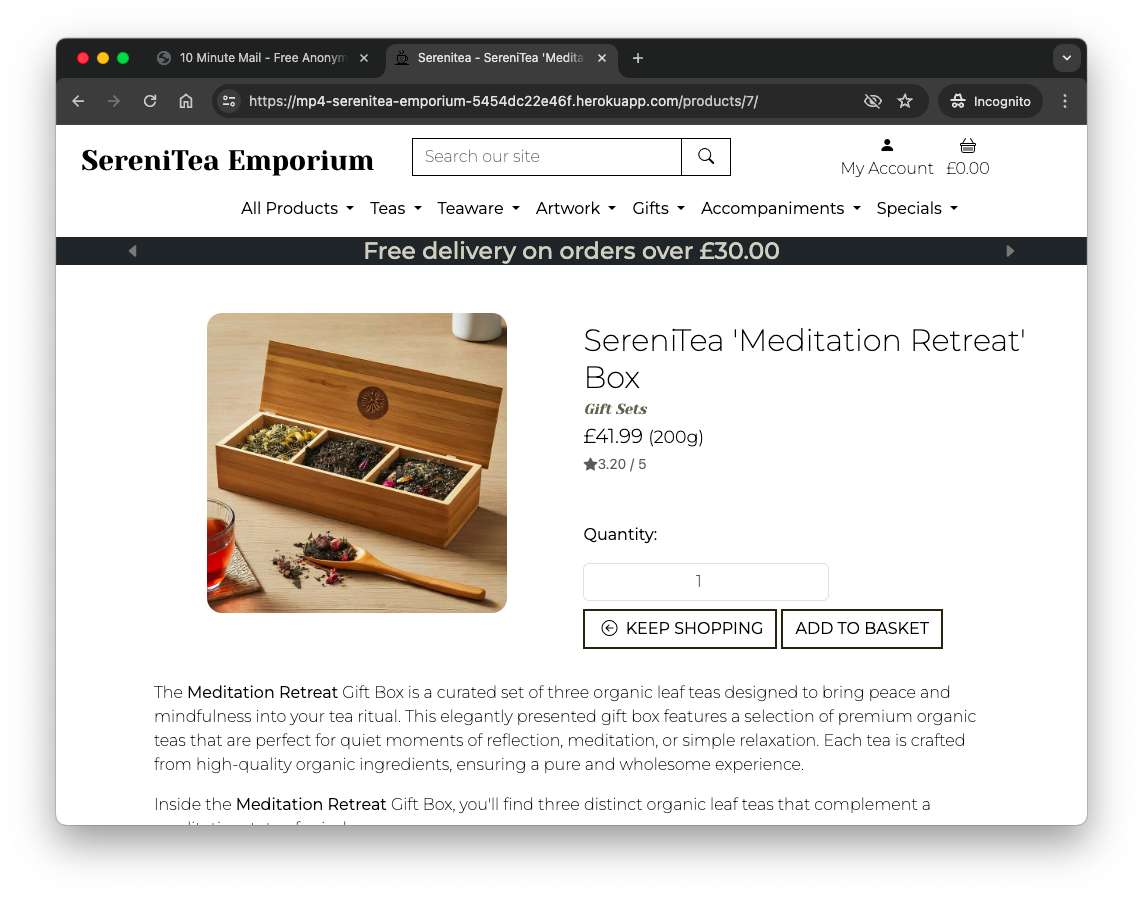 10 Minute Mail - Free Anonym
Serenitea - SereniTea 'Medita
https://mp4-serenitea-emporium-5454dc22e46f.herokuapp.com/products/7/
Incognito
SereniTea Emporium
Search our site
My Account
£0.00
All Products Teas Teaware Artwork Gifts Accompaniments Specials
Free delivery on orders over £30.00
SereniTea 'Meditation Retreat'
Box
Gift Sets
£41.99 (200g)
3.20 / 5
Quantity:
1
KEEP SHOPPING
ADD TO BASKET
The Meditation Retreat Gift Box is a curated set of three organic leaf teas designed to bring peace and
mindfulness into your tea ritual. This elegantly presented gift box features a selection of premium organic
teas that are perfect for quiet moments of reflection, meditation, or simple relaxation. Each tea is crafted
from high-quality organic ingredients, ensuring a pure and wholesome experience.
Inside the Meditation Retreat Gift Box, you'll find three distinct organic leaf teas that complement a